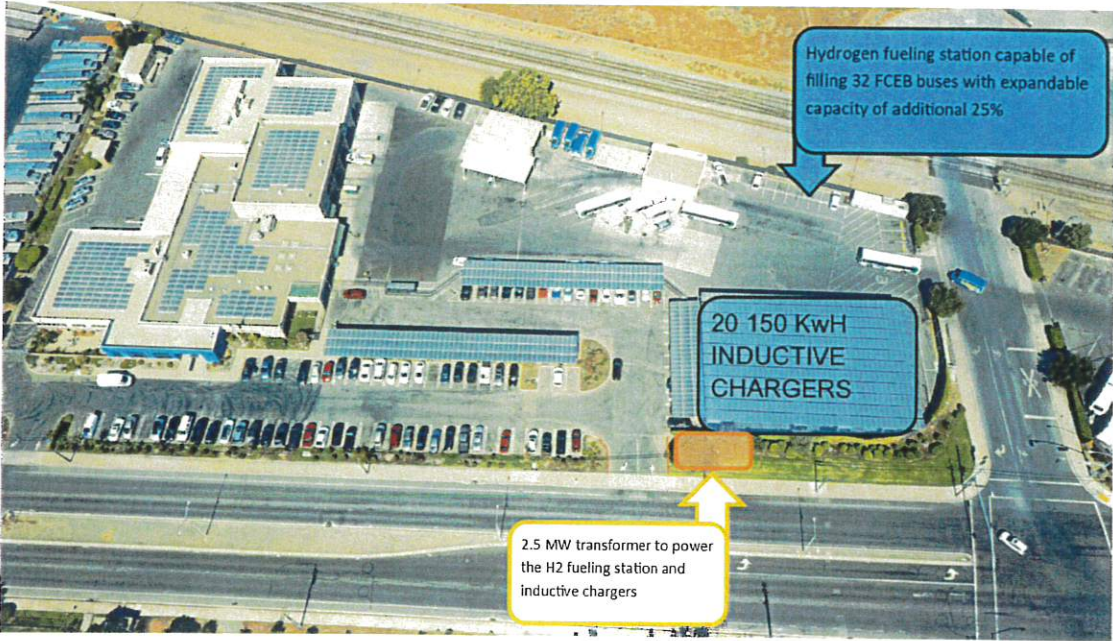 Hydrogen fueling station capable of
filling 32 FCEB buses with expandable
capacity of additional 25%
20 150 KwH
INDUCTIVE
CHARGERS
2.5 MW transformer to power
the H2 fueling station and
inductive chargers